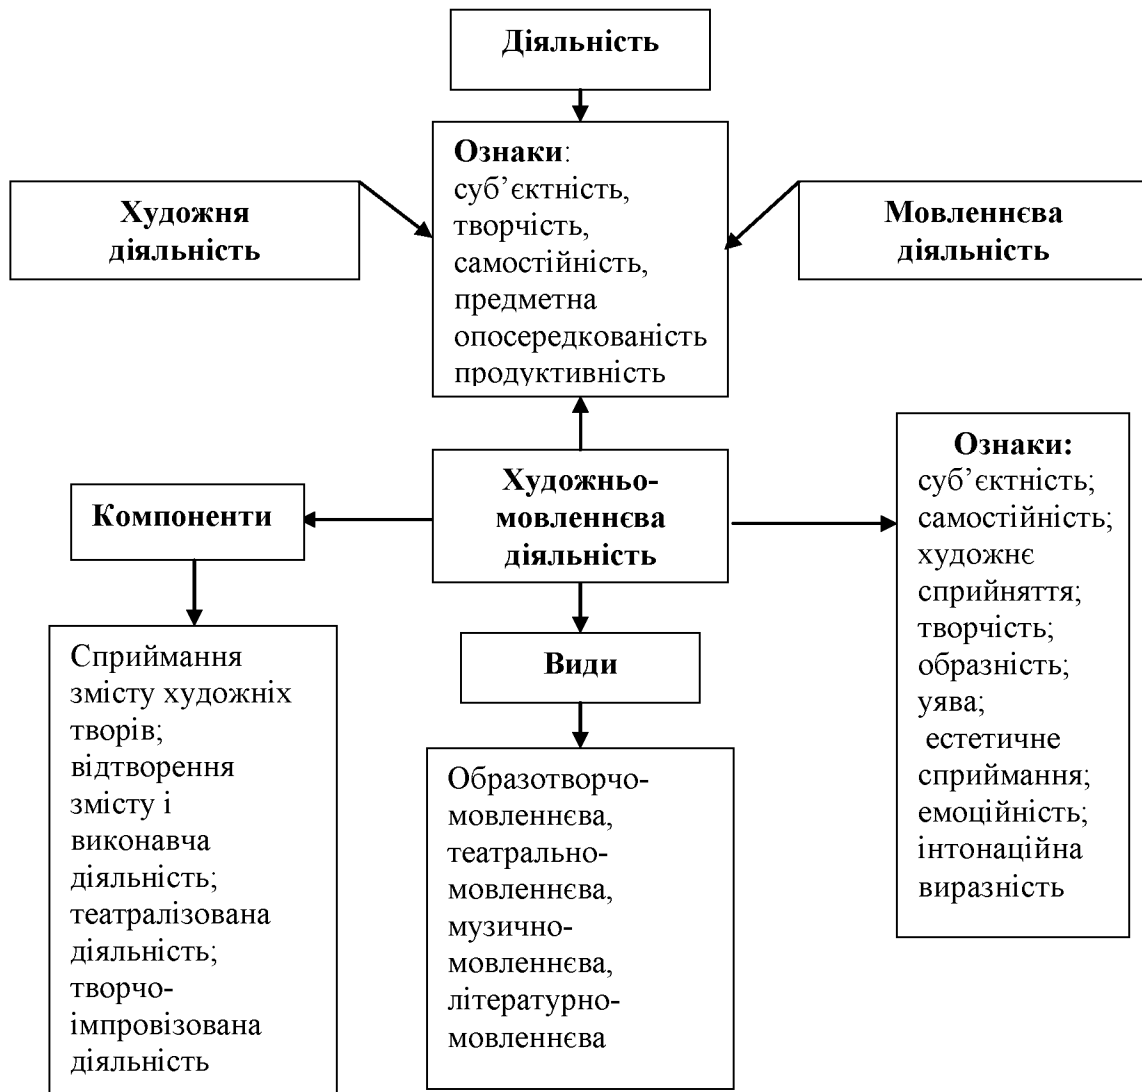 Діяльність
Ознаки:
суб’єктність,
творчість,
самостійність,
предметна
опосередкованість
продуктивність
Художня
діяльність
Мовленнєва
діяльність
Художньо-
мовленнєва
діяльність
Компоненти
Сприймання
змісту художніх
творів;
відтворення
змісту і
виконавча
діяльність;
театралізована
діяльність;
творчо-
імпровізована
діяльність
Види
Образотворчо-
мовленнєва,
театрально-
мовленнєва,
музично-
мовленнєва,
літературно-
мовленнєва
Ознаки:
суб’єктність;
самостійність;
художнє
сприйняття;
творчість;
образність;
уява;
естетичне
сприймання;
емоційність;
інтонаційна
виразність